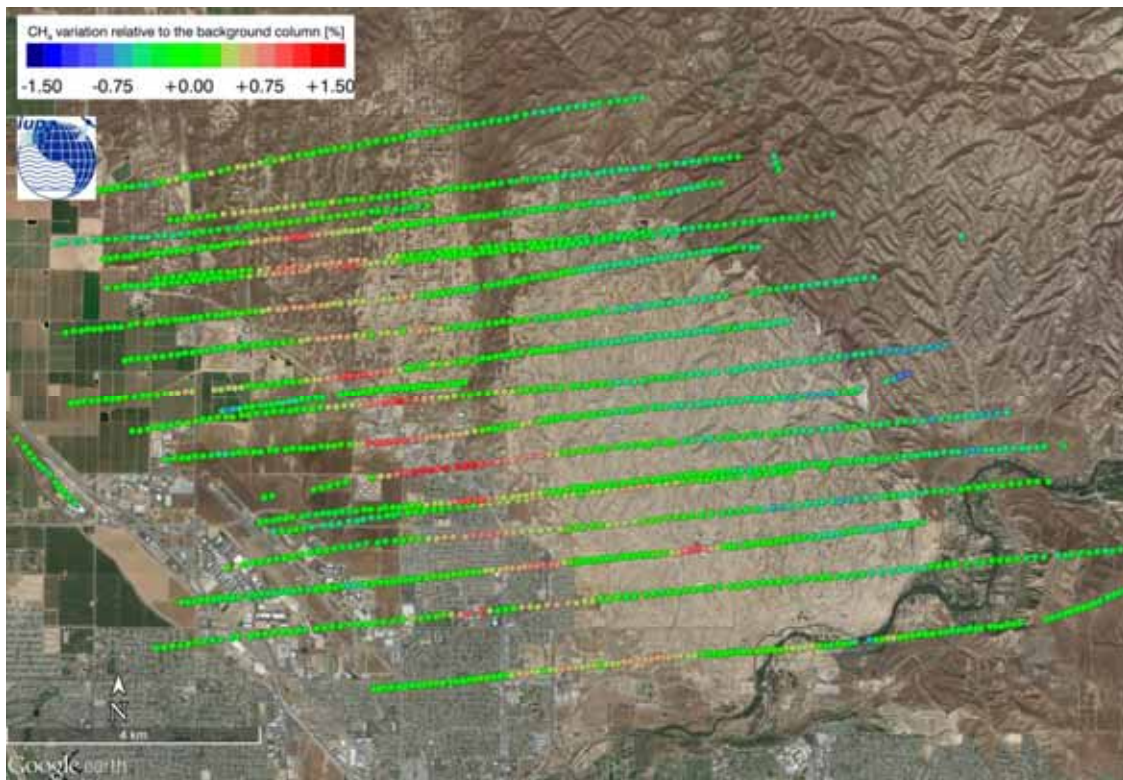 CH₄ variation relative to the background column [%]
-1.50 -0.75 +0.00 +0.75 +1.50
iup
N
4 km
Google earth